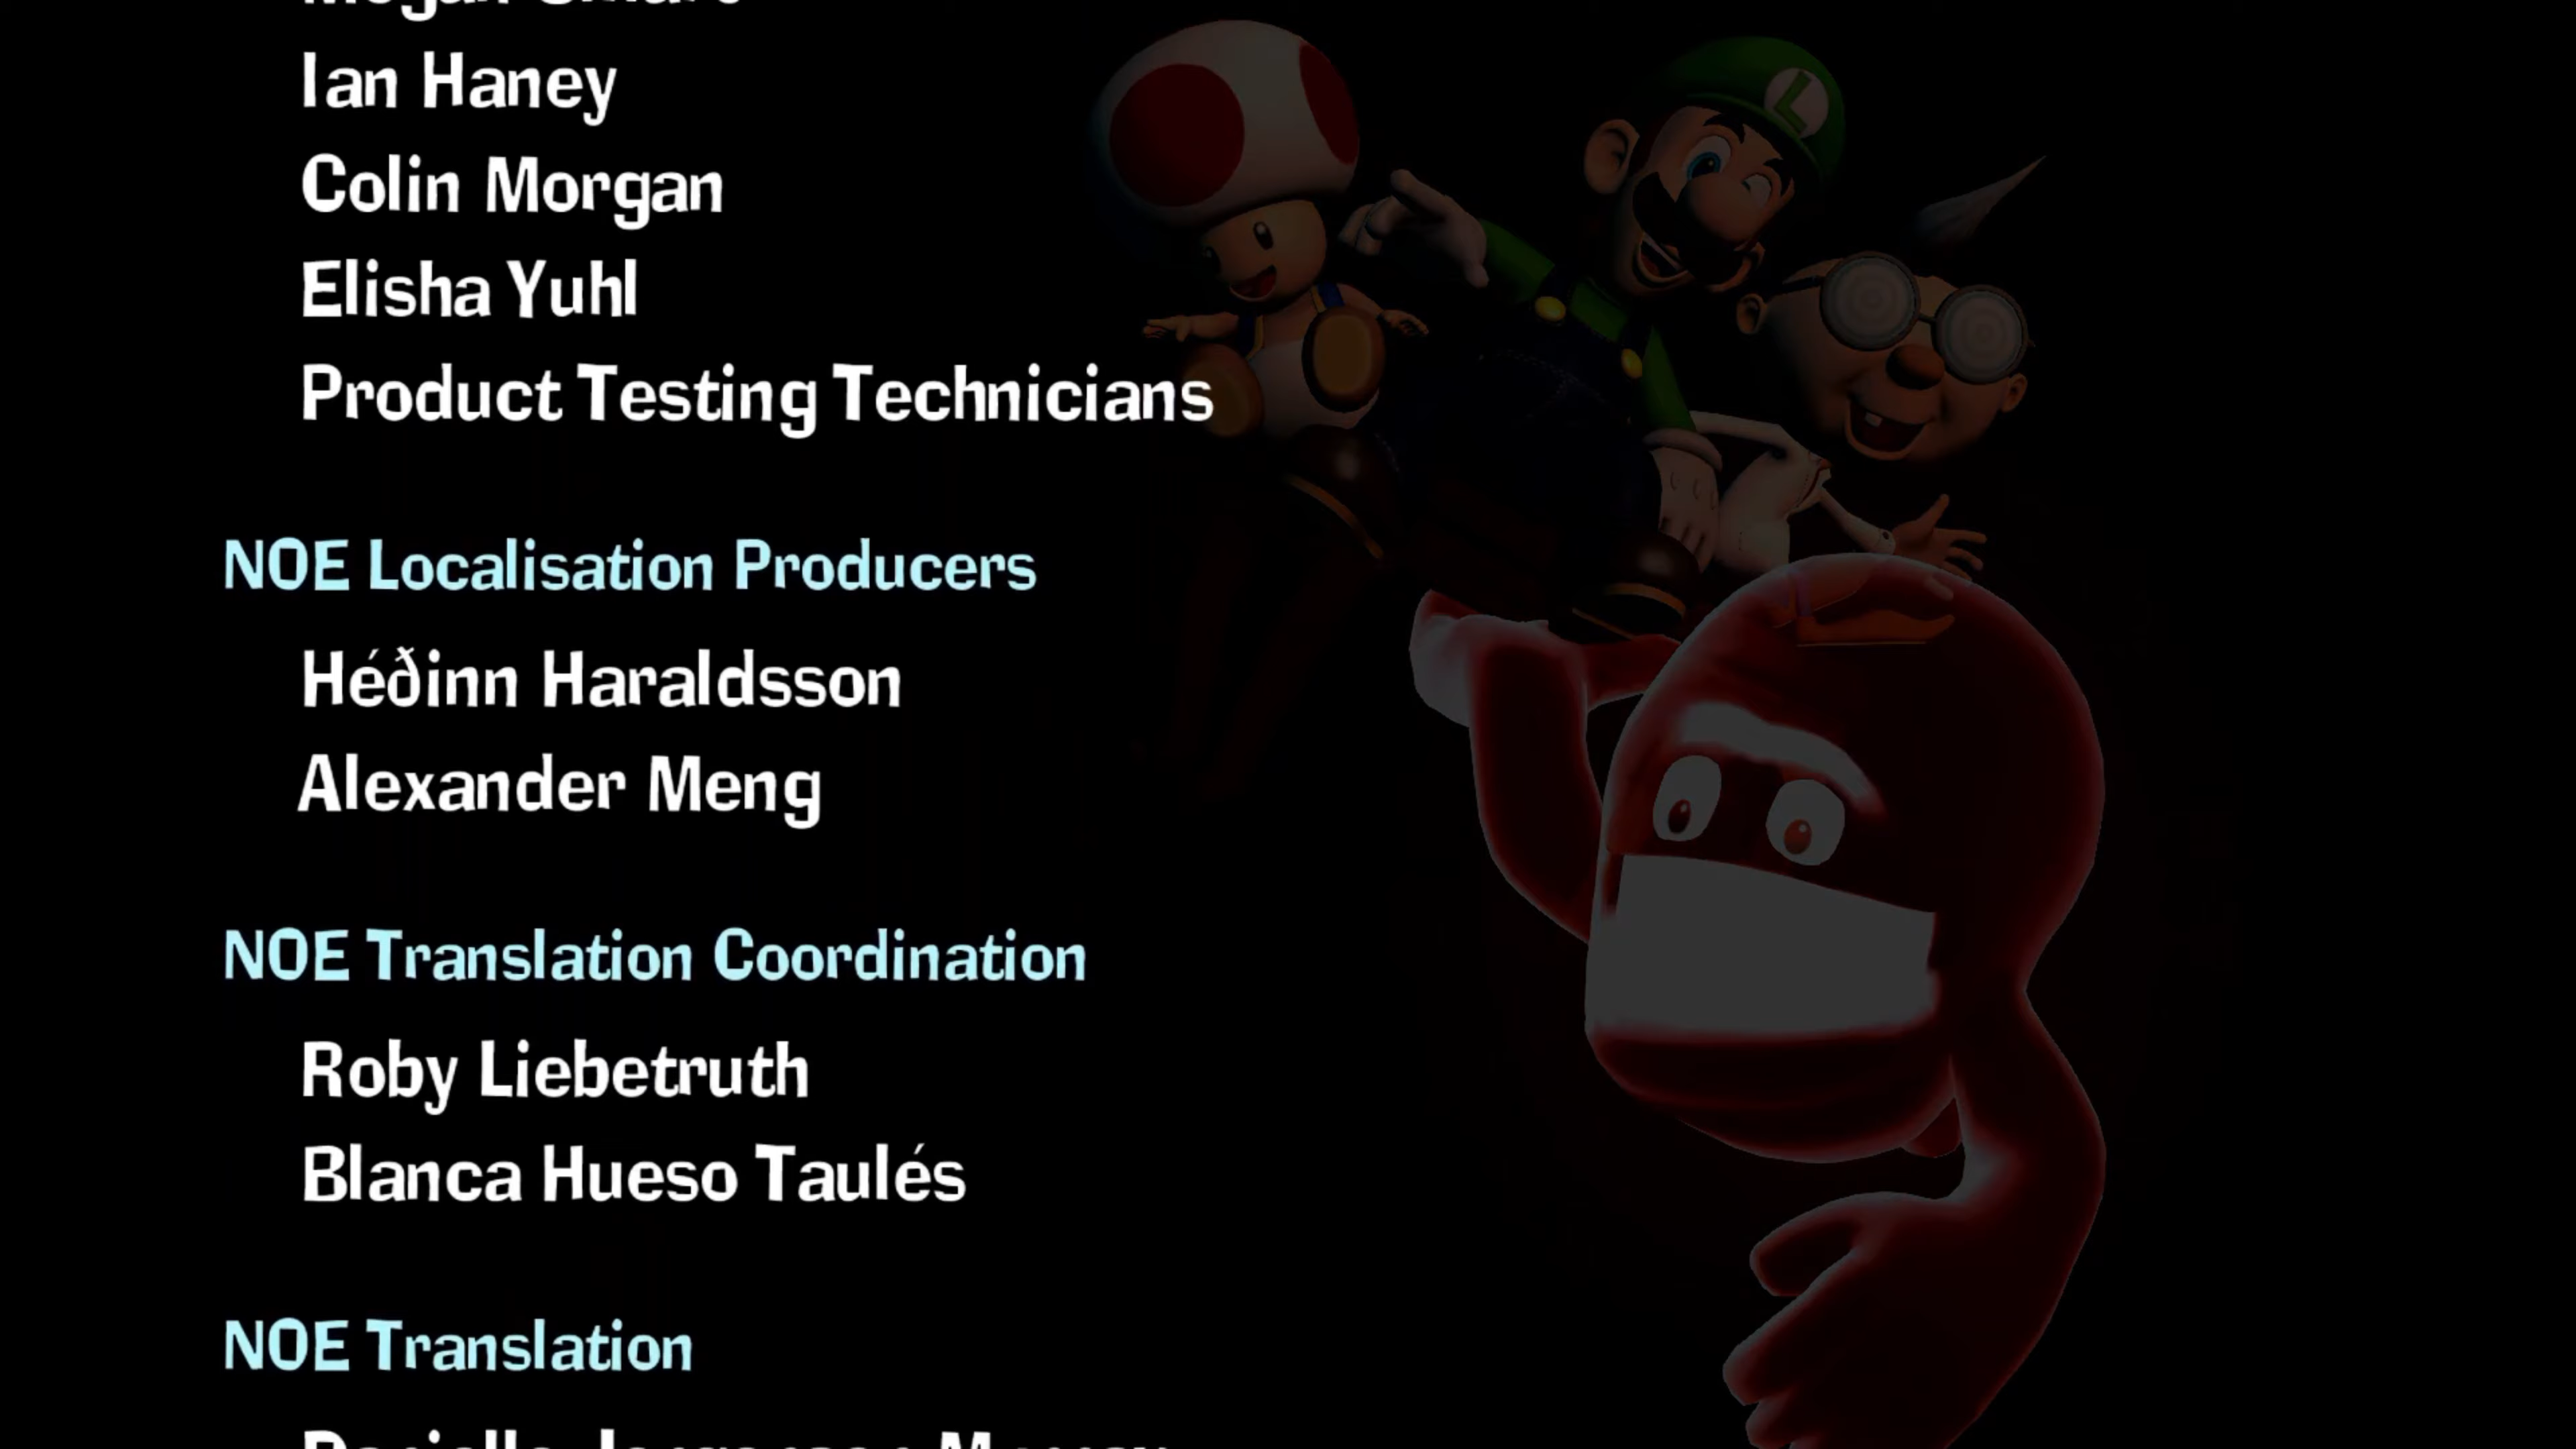 Ian Haney
Colin Morgan
Elisha Yuhl
Product Testing Technicians
NOE Localisation Producers
Héðinn Haraldsson
Alexander Meng
NOE Translation Coordination
Roby Liebetruth
Blanca Hueso Taulés
NOE Translation
L